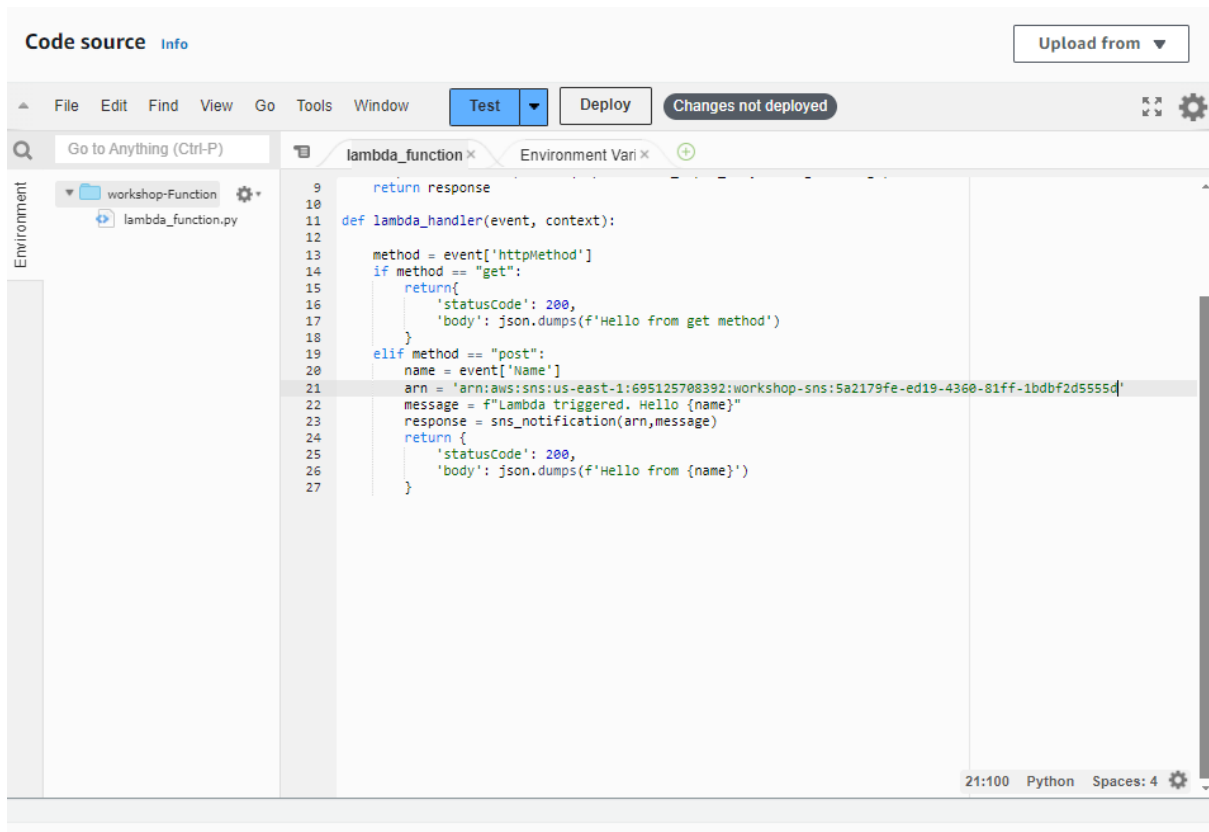 Code source Info
Upload from
File Edit Find View Go Tools Window Test Deploy Changes not deployed
Go to Anything (Ctrl-P)
lambda_function Environment Vari
Environment
workshop-Function
lambda_function.py
9 return response
10
11 def lambda_handler(event, context):
12
13 method = event['httpMethod']
14 if method == "get":
15 return{
16 'statusCode': 200,
17 'body': json.dumps(f'Hello from get method')
18 }
19 elif method == "post":
20 name = event['Name']
21 arn = 'arn:aws:sns:us-east-1:695125708392:workshop-sns:5a2179fe-ed19-4360-81ff-1bdbf2d5555d'
22 message = f"Lambda triggered. Hello {name}"
23 response = sns_notification(arn,message)
24 return {
25 'statusCode': 200,
26 'body': json.dumps(f'Hello from {name}')
27 }
21:100 Python Spaces: 4